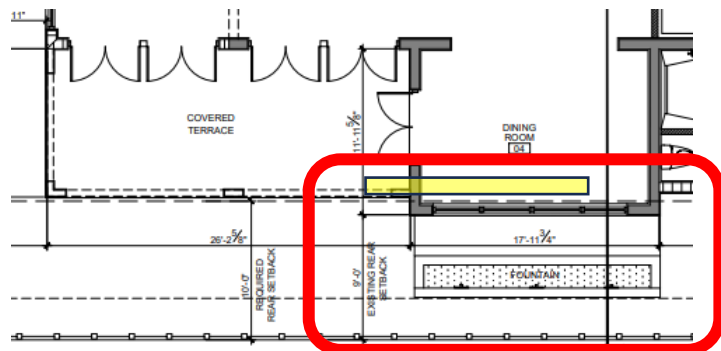 11"
COVERED
TERRACE
11'-11 5/8"
DINING
ROOM
04
26'-2 5/8"
17'-11 3/4"
REQUIRED
REAR SETBACK
10'-0"
EXISTING REAR
SETBACK
9'-0"
FOUNTAIN